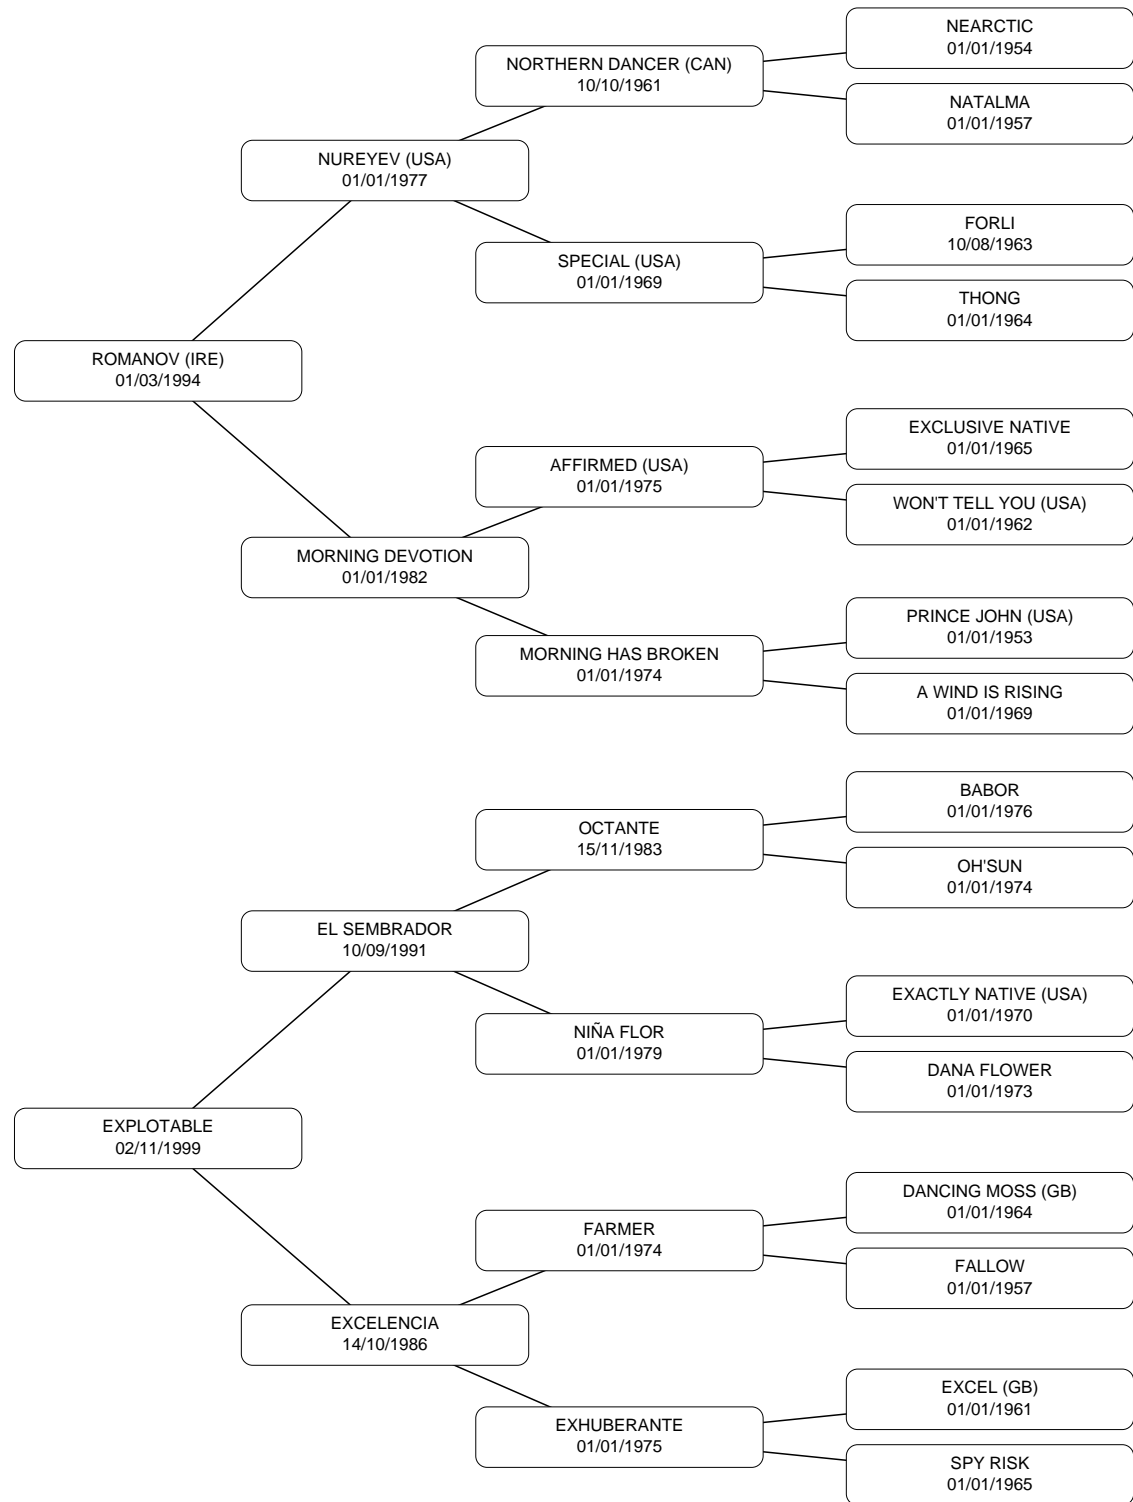 NEARCTIC
01/01/1954
NORTHERN DANCER (CAN)
10/10/1961
NATALMA
01/01/1957
NUREYEV (USA)
01/01/1977
FORLI
10/08/1963
SPECIAL (USA)
01/01/1969
THONG
01/01/1964
ROMANOV (IRE)
01/03/1994
EXCLUSIVE NATIVE
01/01/1965
AFFIRMED (USA)
01/01/1975
WON'T TELL YOU (USA)
01/01/1962
MORNING DEVOTION
01/01/1982
PRINCE JOHN (USA)
01/01/1953
MORNING HAS BROKEN
01/01/1974
A WIND IS RISING
01/01/1969
BABOR
01/01/1976
OCTANTE
15/11/1983
OH'SUN
01/01/1974
EL SEMBRADOR
10/09/1991
EXACTLY NATIVE (USA)
01/01/1970
NIÑA FLOR
01/01/1979
DANA FLOWER
01/01/1973
EXPLOTABLE
02/11/1999
DANCING MOSS (GB)
01/01/1964
FARMER
01/01/1974
FALLOW
01/01/1957
EXCELENCIA
14/10/1986
EXCEL (GB)
01/01/1961
EXHUBERANTE
01/01/1975
SPY RISK
01/01/1965